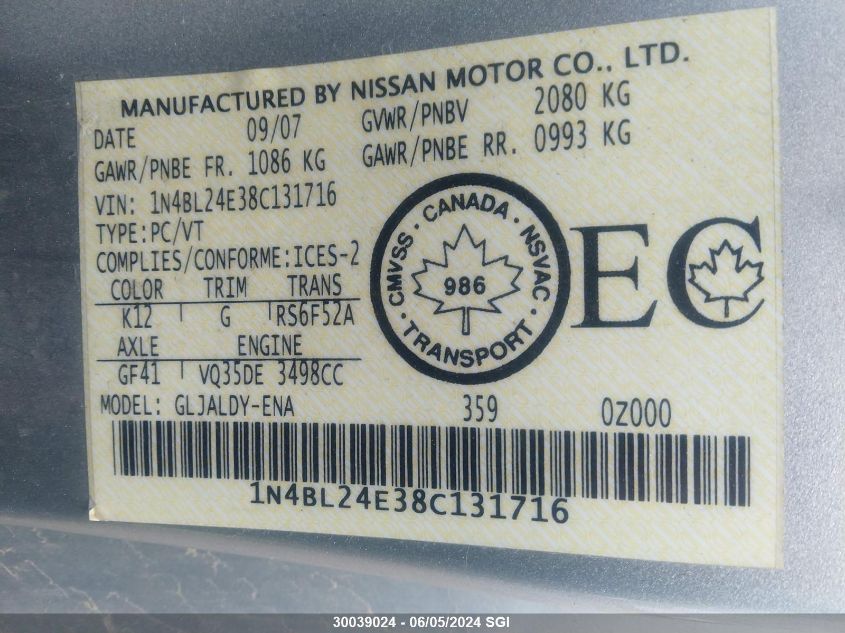 MANUFACTURED BY NISSAN MOTOR CO., LTD.
DATE 09/07 GVWR/PNBV 2080 KG
GAWR/PNBE FR. 1086 KG GAWR/PNBE RR. 0993 KG
VIN: 1N4BL24E38C131716
TYPE:PC/VT
COMPLIES/CONFORME:ICES-2
COLOR TRIM TRANS
K12 G RS6F52A
AXLE ENGINE
GF41 VQ35DE 3498CC
· CANADA · NSVAC · TRANSPORT · CMVSS
986
EC
MODEL: GLJALDY-ENA 359 0Z000
1N4BL24E38C131716
30039024 - 06/05/2024 SGI